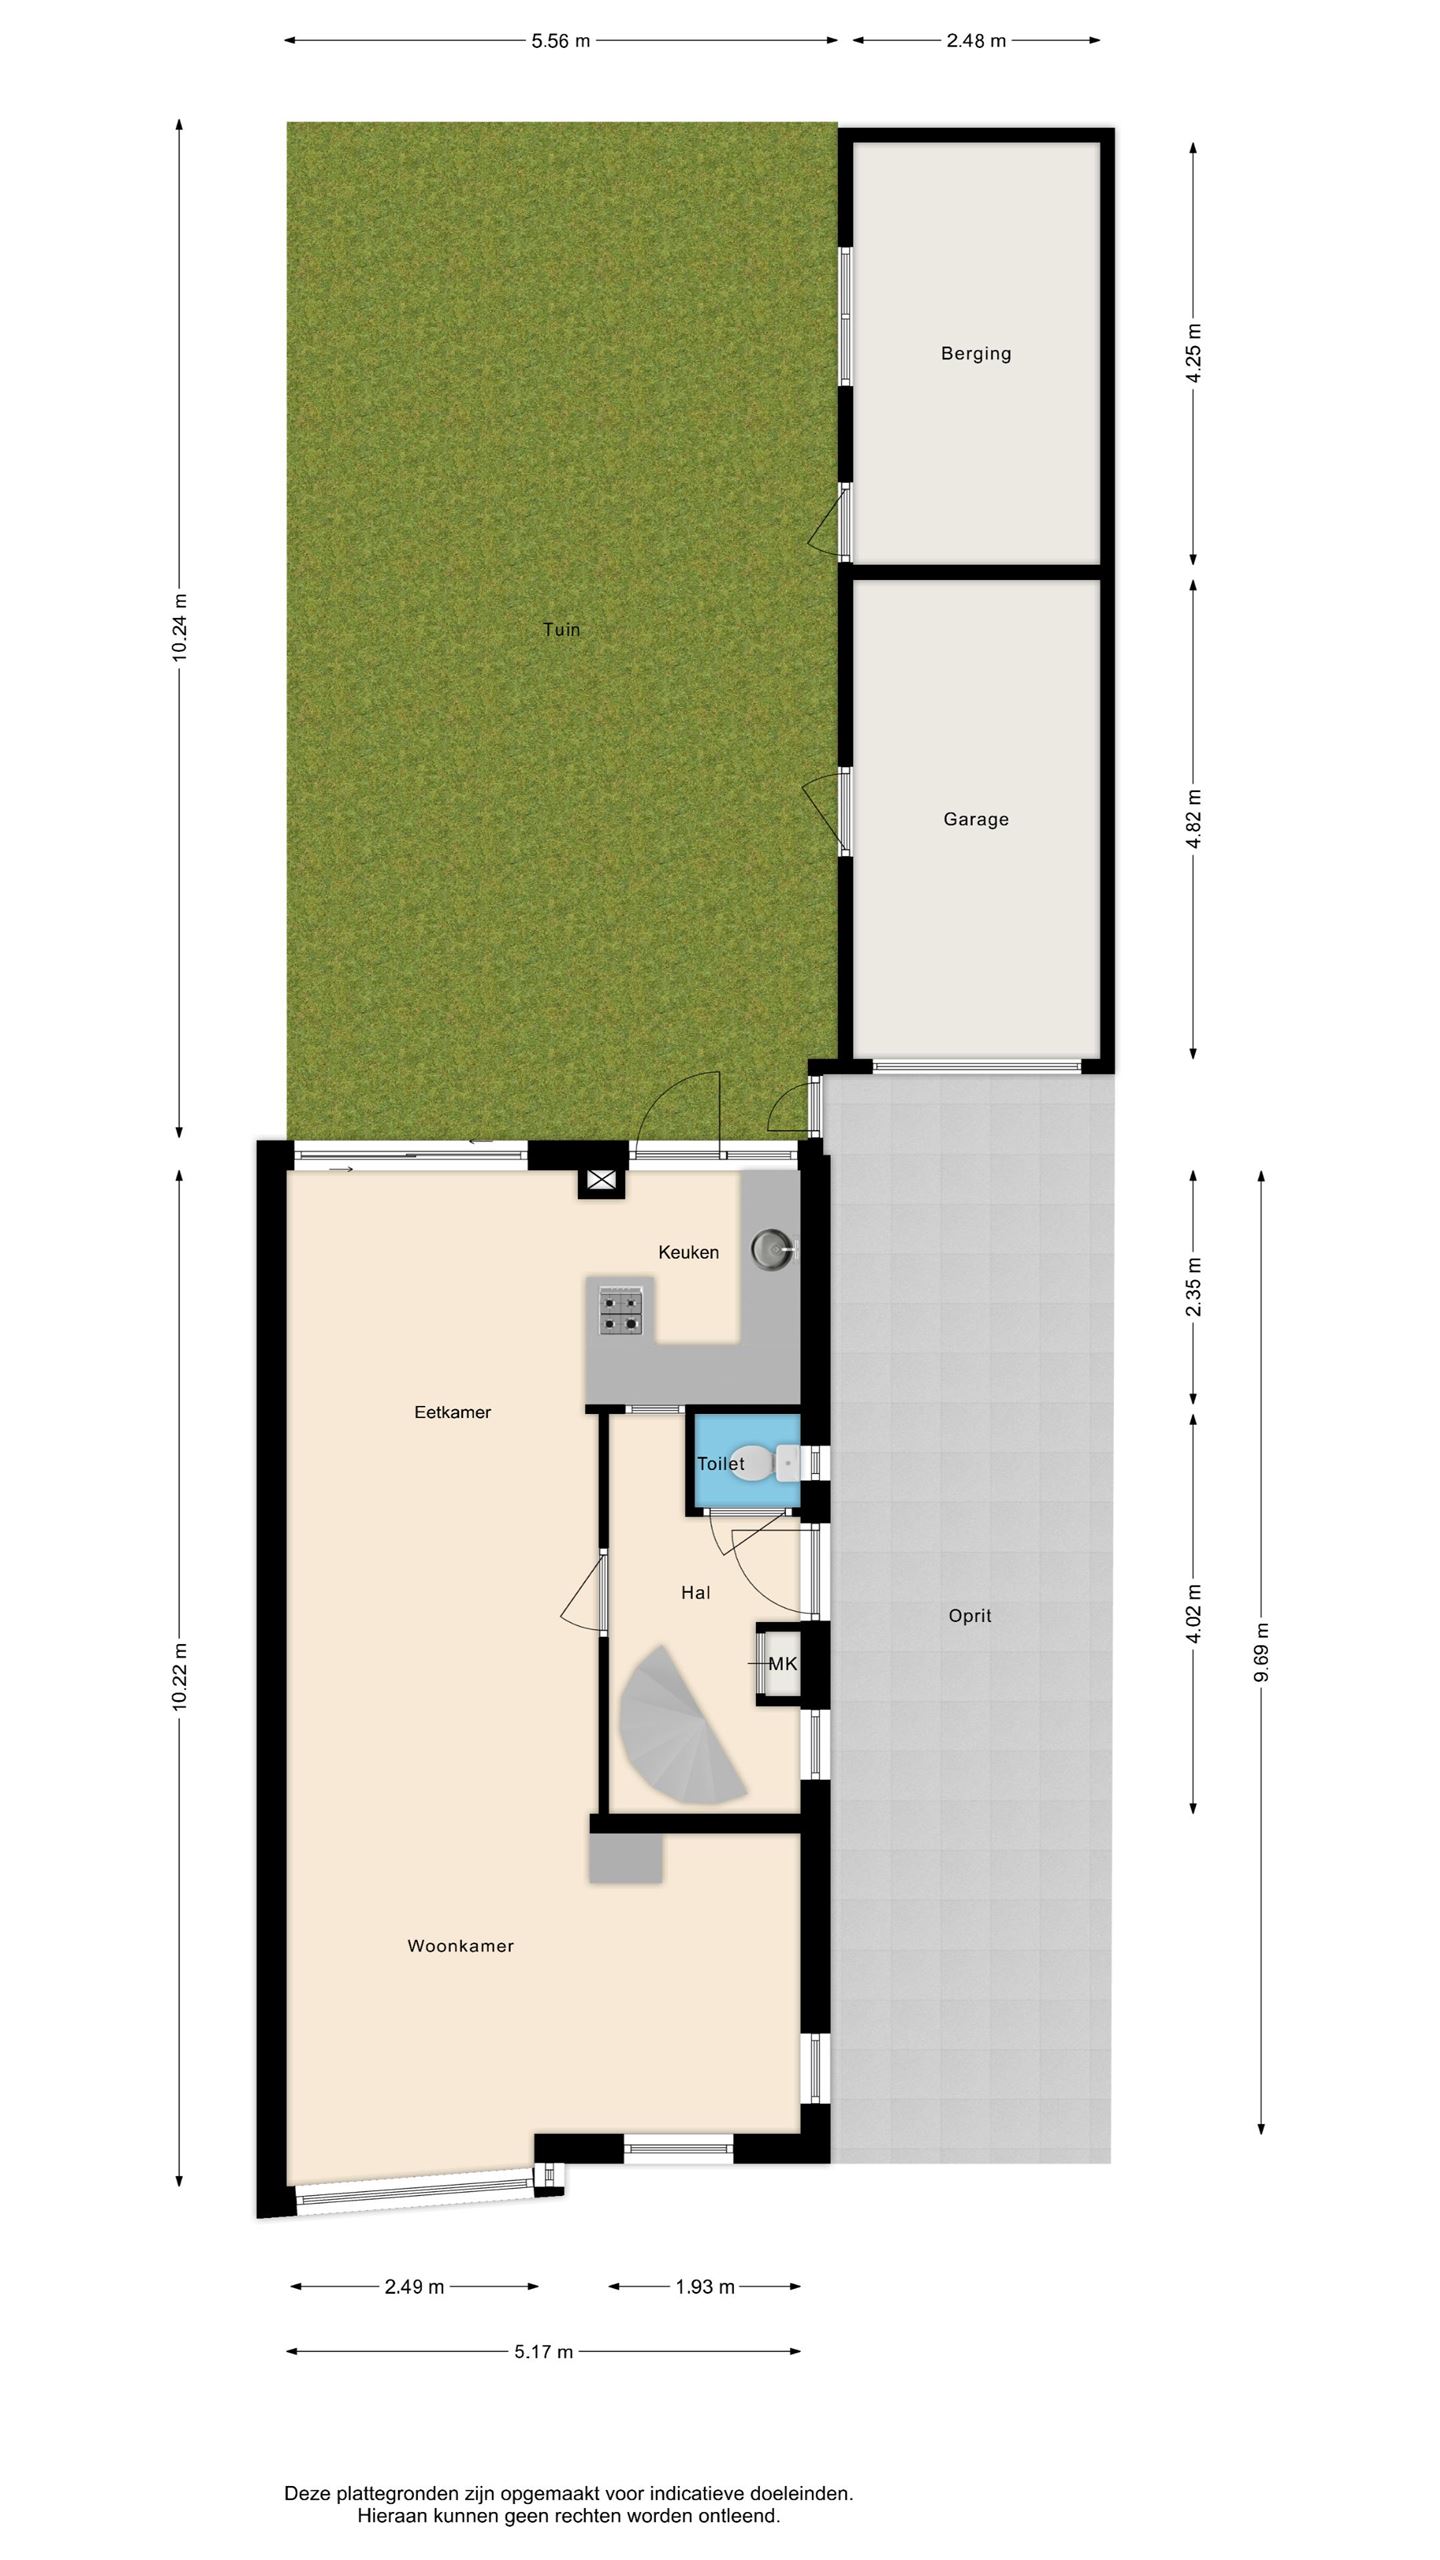 5.56 m
2.48 m
10.24 m
4.25 m
Berging
Tuin
4.82 m
Garage
Keuken
2.35 m
Eetkamer
Toilet
Hal
Oprit
4.02 m
9.69 m
MK
10.22 m
Woonkamer
2.49 m
1.93 m
5.17 m
Deze plattegronden zijn opgemaakt voor indicatieve doeleinden.
Hieraan kunnen geen rechten worden ontleend.